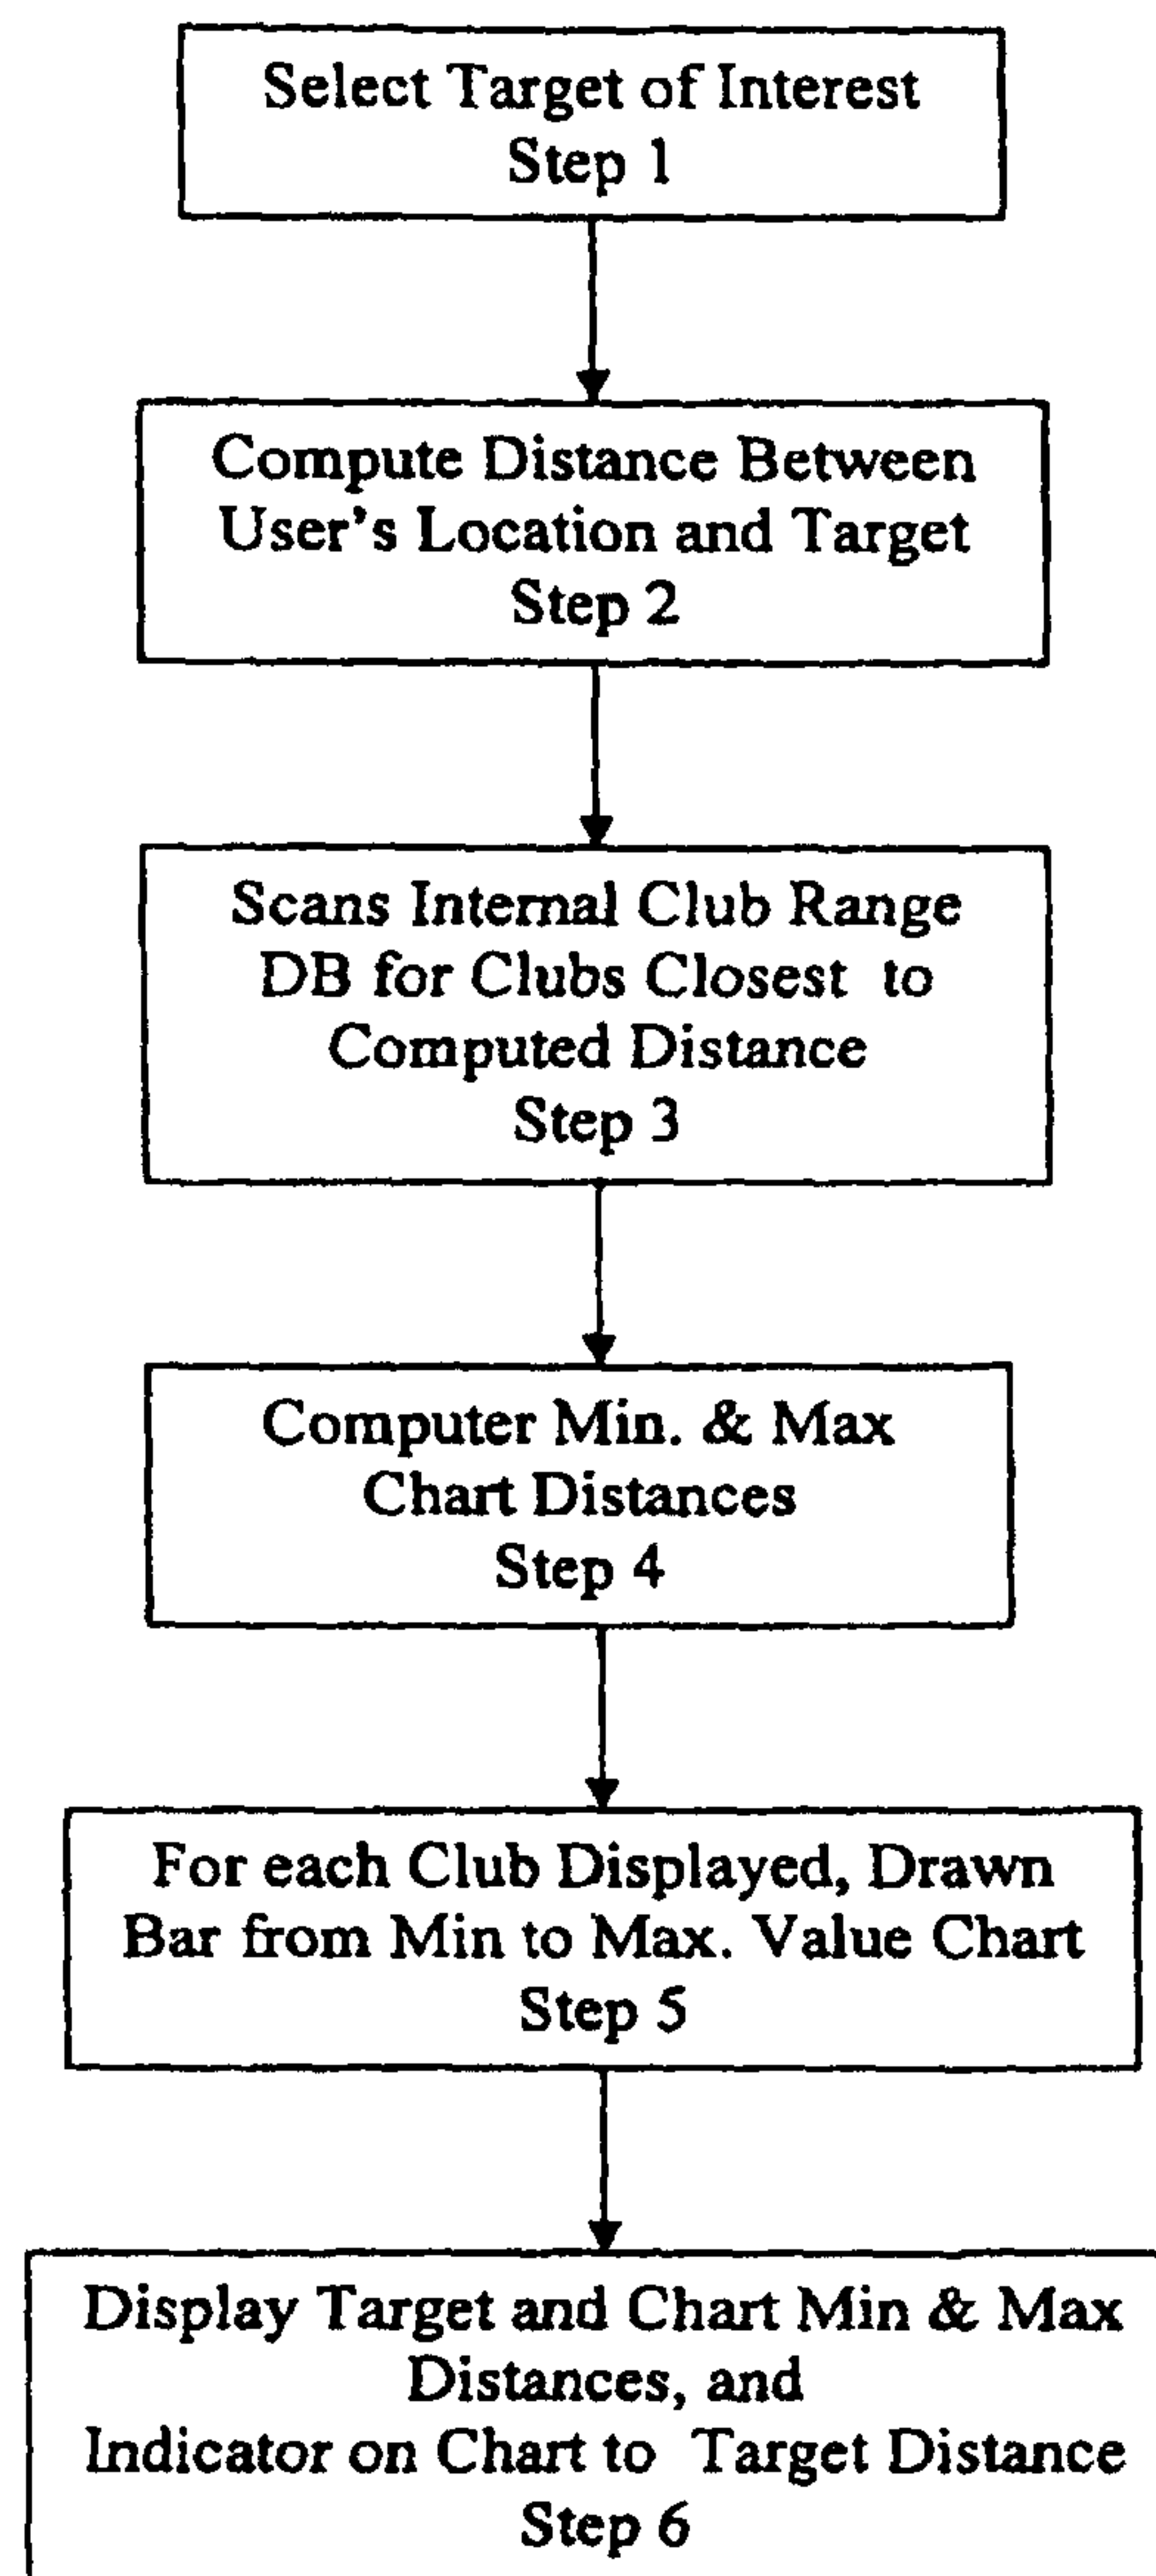 Select Target of Interest
Step 1
Compute Distance Between
User's Location and Target
Step 2
Scans Internal Club Range
DB for Clubs Closest to
Computed Distance
Step 3
Computer Min. & Max
Chart Distances
Step 4
For each Club Displayed, Drawn
Bar from Min to Max. Value Chart
Step 5
Display Target and Chart Min & Max
Distances, and
Indicator on Chart to Target Distance
Step 6